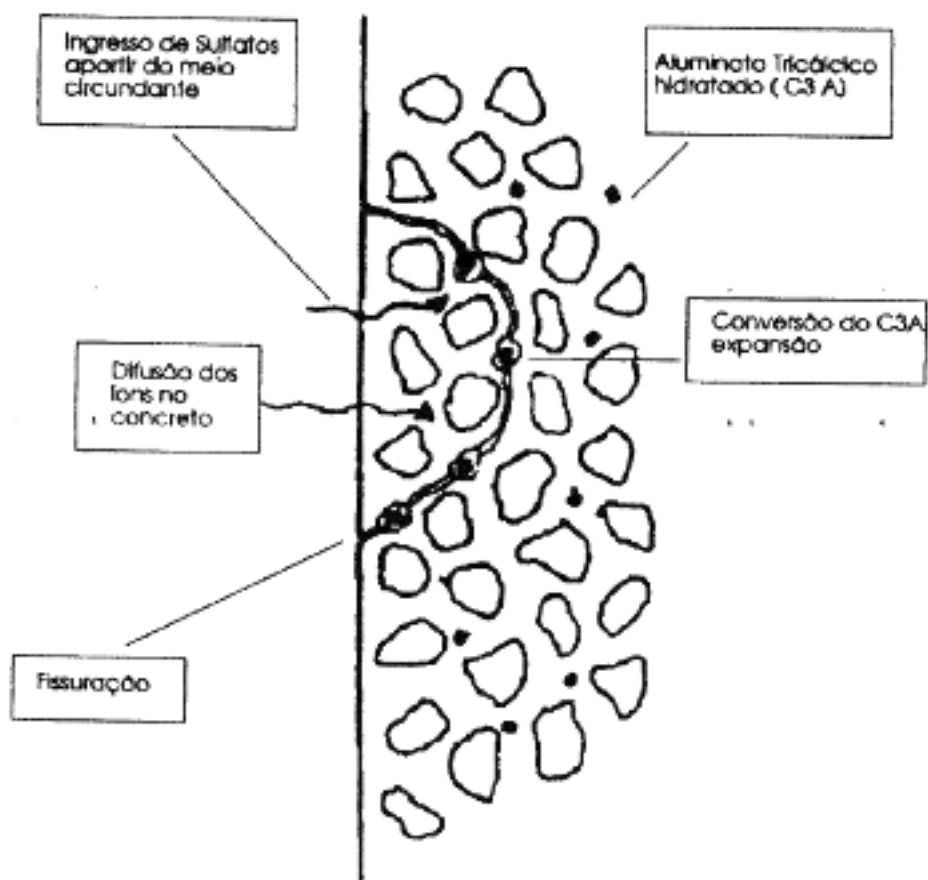 Ingresso de Sulfatos
apartir do meio
circundante
Aluminato Tricálcico
hidratado ( C3 A)
Conversão do C3A
expansão
Difusão dos
Íons no
concreto
Fissuração